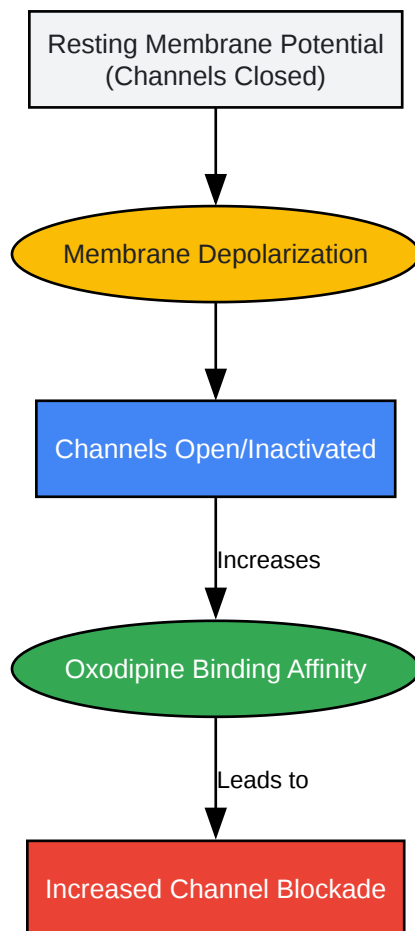 Resting Membrane Potential
(Channels Closed)
Membrane Depolarization
Channels Open/Inactivated
Increases
Oxodipine Binding Affinity
Leads to
Increased Channel Blockade